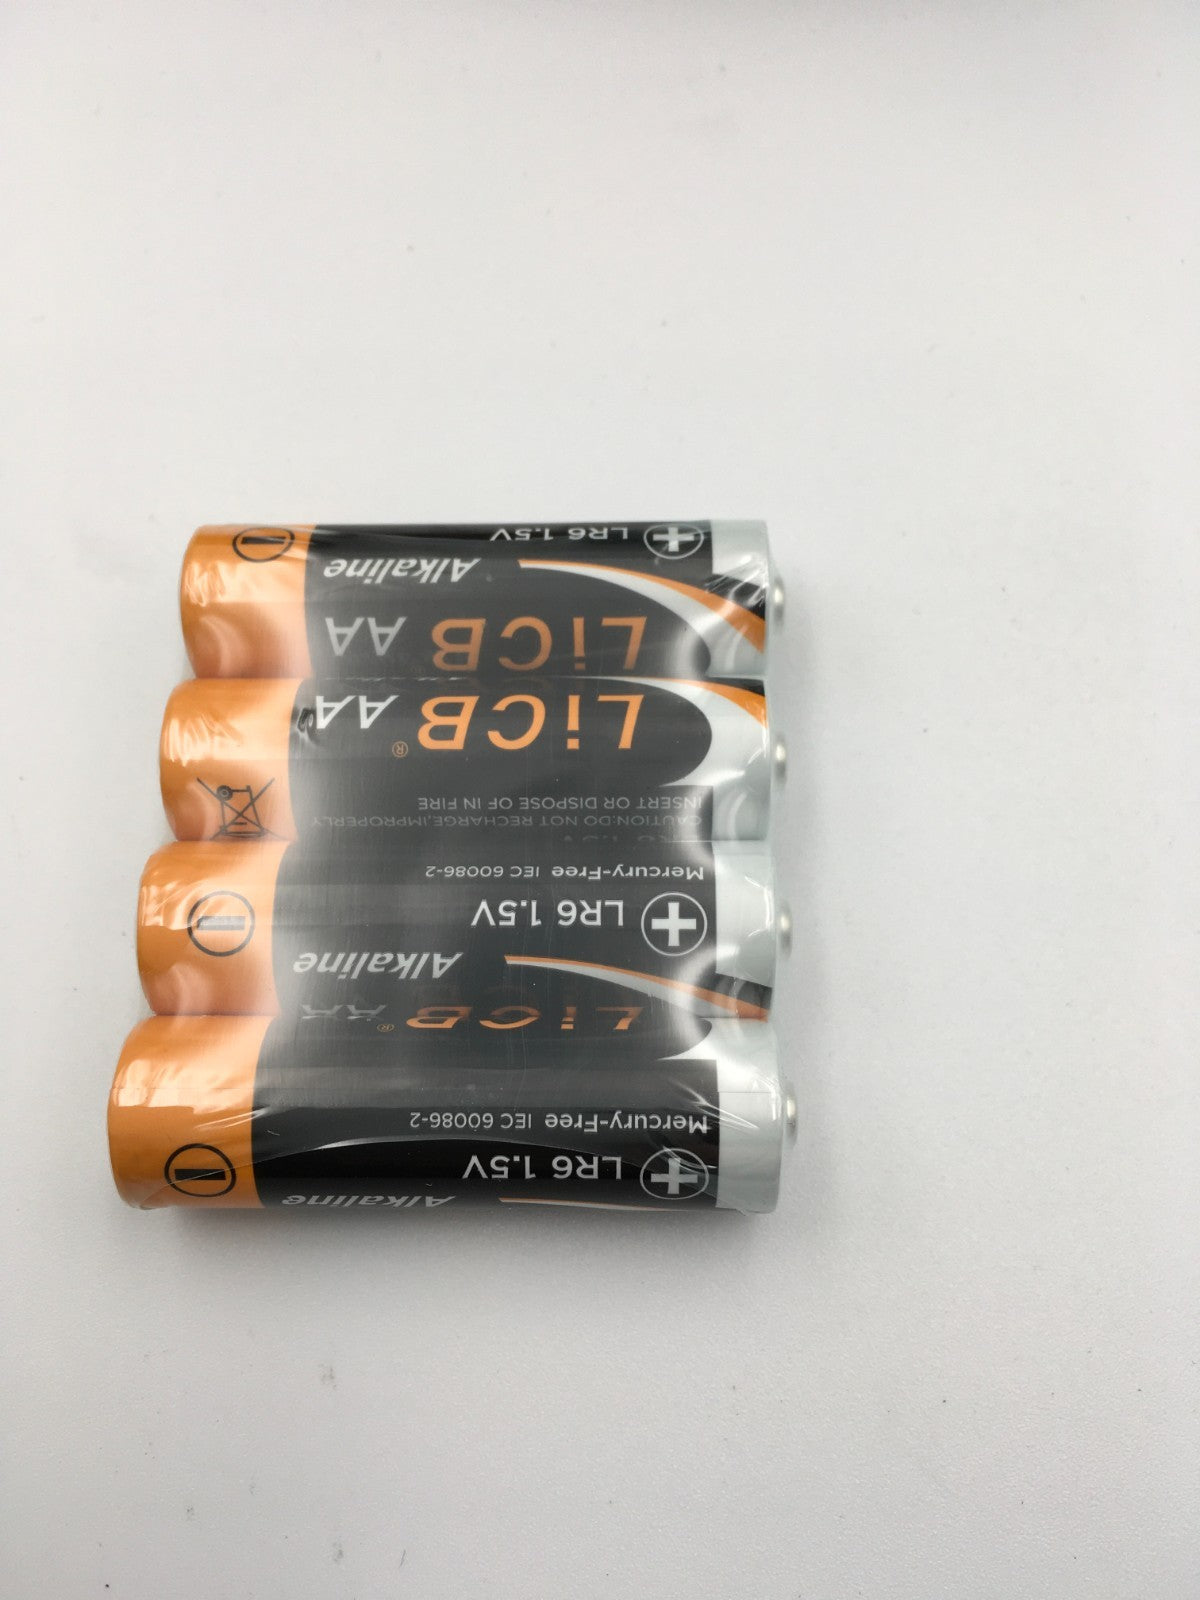 Alkaline
LR6 1.5V
Mercury-Free IEC 60086-2
LiCB® AA
Alkaline
LR6 1.5V
Mercury-Free IEC 60086-2
CAUTION:DO NOT RECHARGE,IMPROPERLY
INSERT OR DISPOSE OF IN FIRE
LiCB® AA
LiCB AA
Alkaline
LR6 1.5V